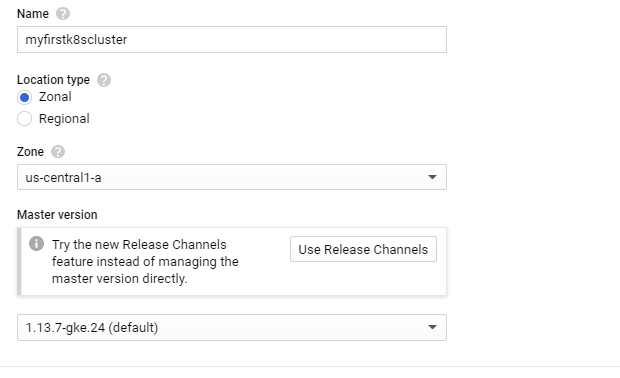 Name
myfirstk8scluster
Location type
Zonal
Regional
Zone
us-central1-a
Master version
Try the new Release Channels
feature instead of managing the
master version directly.
Use Release Channels
1.13.7-gke.24 (default)